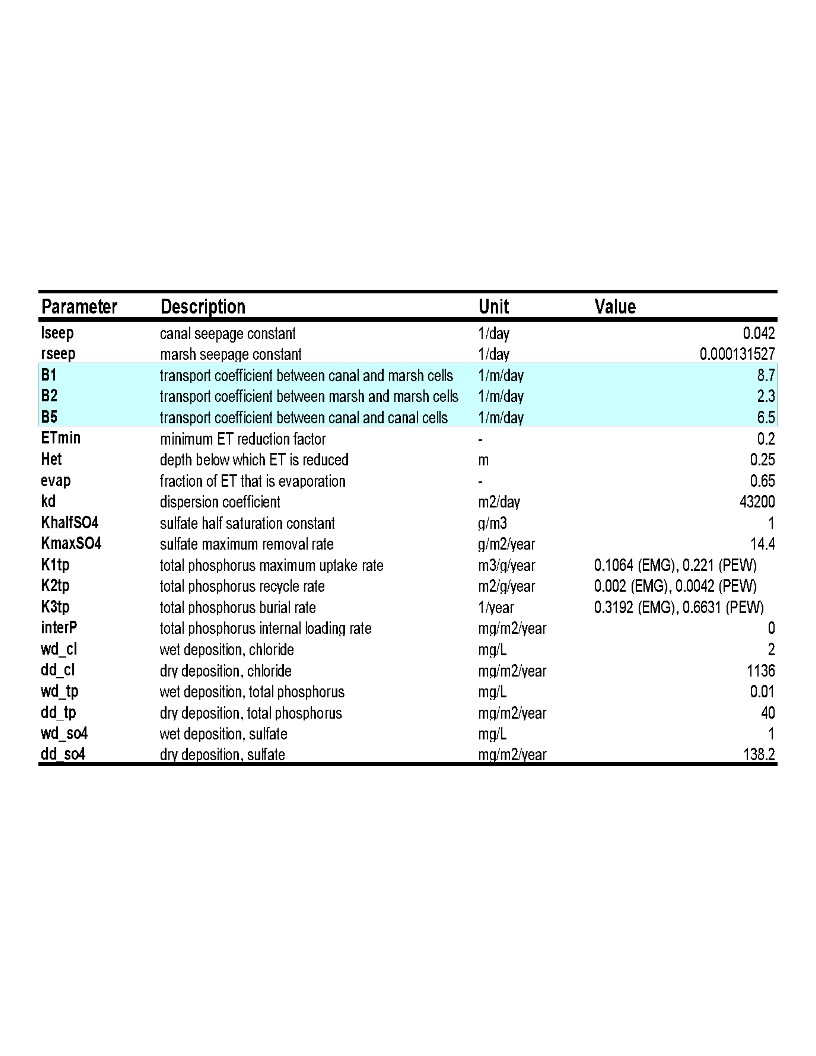 Parameter Description Unit Value
lseep canal seepage constant 1/day 0.042
rseep marsh seepage constant 1/day 0.000131527
B1 transport coefficient between canal and marsh cells 1/m/day 8.7
B2 transport coefficient between marsh and marsh cells 1/m/day 2.3
B5 transport coefficient between canal and canal cells 1/m/day 6.5
ETmin minimum ET reduction factor - 0.2
Het depth below which ET is reduced m 0.25
evap fraction of ET that is evaporation - 0.65
kd dispersion coefficient m2/day 43200
KhalfSO4 sulfate half saturation constant g/m3 1
KmaxSO4 sulfate maximum removal rate g/m2/year 14.4
K1tp total phosphorus maximum uptake rate m3/g/year 0.1064 (EMG), 0.221 (PEW)
K2tp total phosphorus recycle rate m2/g/year 0.002 (EMG), 0.0042 (PEW)
K3tp total phosphorus burial rate 1/year 0.3192 (EMG), 0.6631 (PEW)
interP total phosphorus internal loading rate mg/m2/year 0
wd_cl wet deposition, chloride mg/L 2
dd_cl dry deposition, chloride mg/m2/year 1136
wd_tp wet deposition, total phosphorus mg/L 0.01
dd_tp dry deposition, total phosphorus mg/m2/year 40
wd_so4 wet deposition, sulfate mg/L 1
dd_so4 dry deposition, sulfate mg/m2/year 138.2